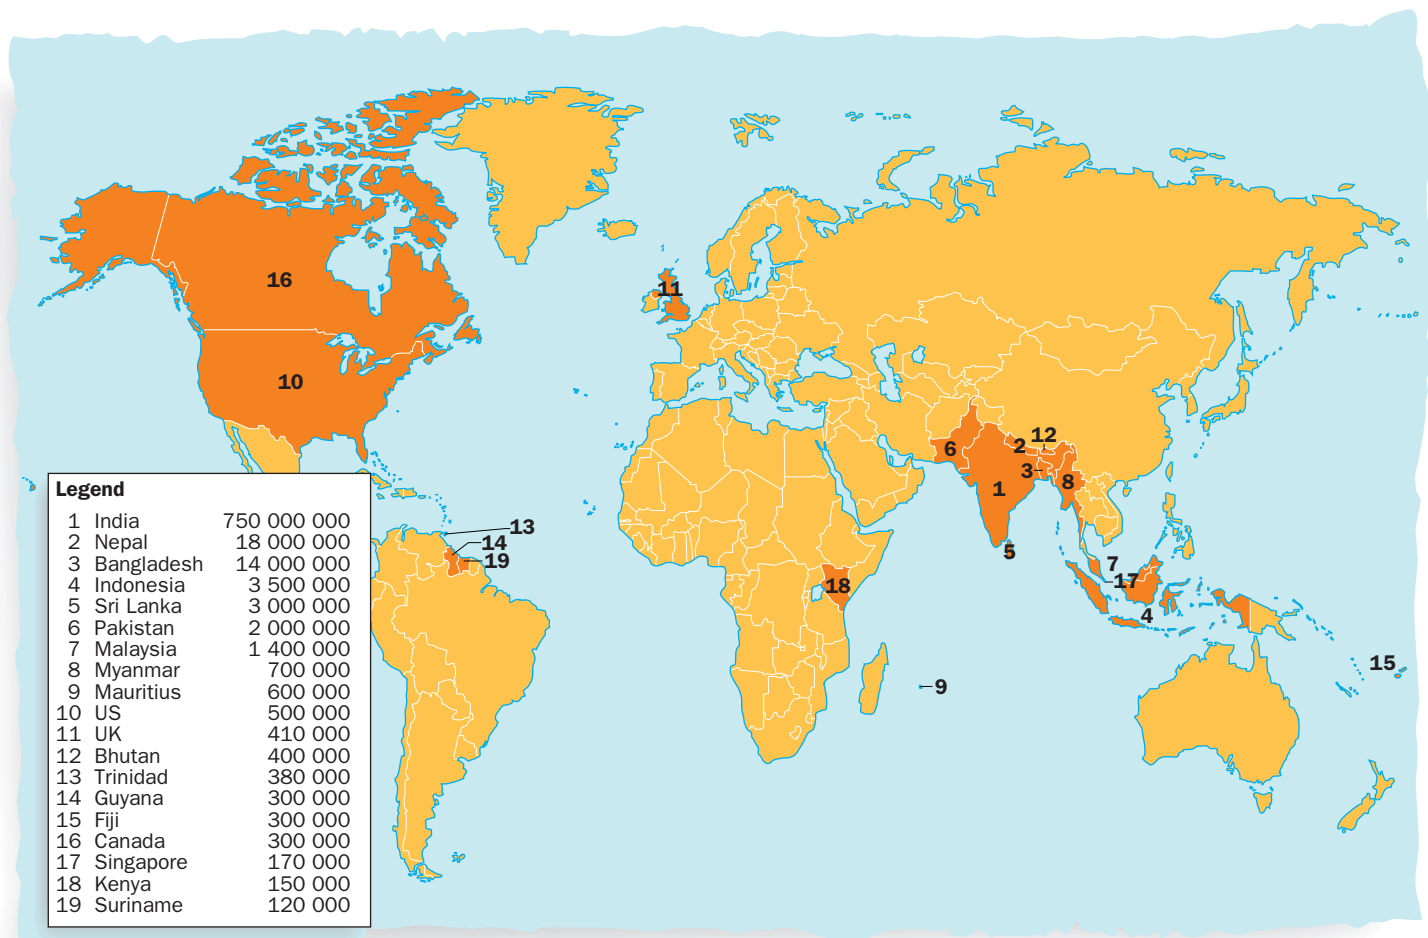 16
11
10
12
2
6
3
8
1
Legend
1 India 750 000 000
2 Nepal 18 000 000
3 Bangladesh 14 000 000
4 Indonesia 3 500 000
5 Sri Lanka 3 000 000
6 Pakistan 2 000 000
7 Malaysia 1 400 000
8 Myanmar 700 000
9 Mauritius 600 000
10 US 500 000
11 UK 410 000
12 Bhutan 400 000
13 Trinidad 380 000
14 Guyana 300 000
15 Fiji 300 000
16 Canada 300 000
17 Singapore 170 000
18 Kenya 150 000
19 Suriname 120 000
13
14
19
5
7
17
18
4
15
9